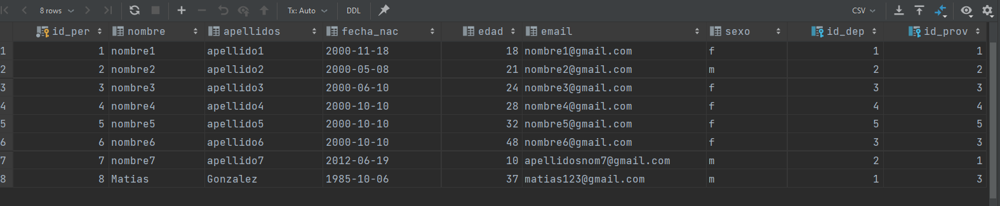 8 rows Tx: Auto DDL CSV
id_per nombre apellidos fecha_nac edad email sexo id_dep id_prov
1 1 nombre1 apellido1 2000-11-18 18 nombre1@gmail.com f 1 1
2 2 nombre2 apellido2 2000-05-08 21 nombre2@gmail.com m 2 2
3 3 nombre3 apellido3 2000-06-10 24 nombre3@gmail.com f 3 3
4 4 nombre4 apellido4 2000-10-10 28 nombre4@gmail.com f 4 4
5 5 nombre5 apellido5 2000-10-10 32 nombre5@gmail.com f 5 5
6 6 nombre6 apellido6 2000-10-10 48 nombre6@gmail.com f 3 3
7 7 nombre7 apellido7 2012-06-19 10 apellidosnom7@gmail.com m 2 1
8 8 Matias Gonzalez 1985-10-06 37 matias123@gmail.com m 1 3